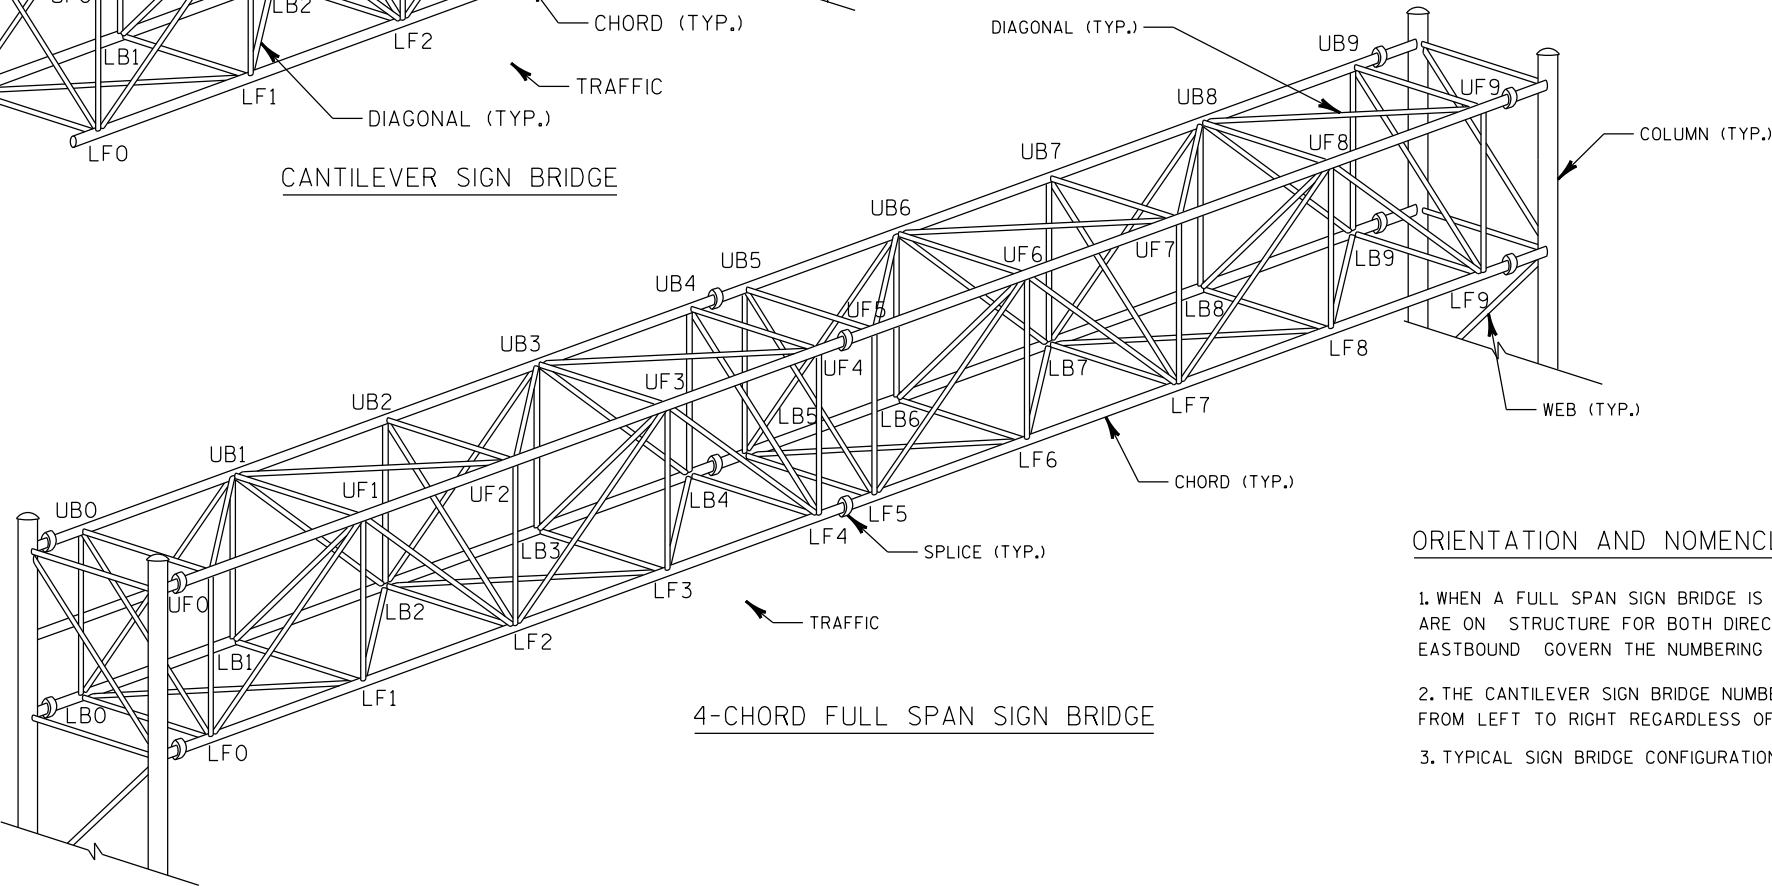 LB2
CHORD (TYP.)
LF2
LB1
LF1
TRAFFIC
DIAGONAL (TYP.)
LF0
CANTILEVER SIGN BRIDGE
DIAGONAL (TYP.)
UB9
UF9
UB8
COLUMN (TYP.)
UF8
UB7
UB6
UF7
UF6
LB9
UB5
UB4
LF9
LB8
UF5
UB3
LF8
UF4
LB7
UF3
WEB (TYP.)
UB2
LF7
LB5
LB6
UB1
LF6
CHORD (TYP.)
UF1
UF2
LB4
UB0
LF5
LF4
LB3
SPLICE (TYP.)
ORIENTATION AND NOMENCL
LF3
UF0
LB2
1. WHEN A FULL SPAN SIGN BRIDGE IS
ARE ON STRUCTURE FOR BOTH DIREC
EASTBOUND GOVERN THE NUMBERING
TRAFFIC
LF2
LB1
2. THE CANTILEVER SIGN BRIDGE NUMBE
FROM LEFT TO RIGHT REGARDLESS OF
LF1
LB0
4-CHORD FULL SPAN SIGN BRIDGE
LF0
3. TYPICAL SIGN BRIDGE CONFIGURATION